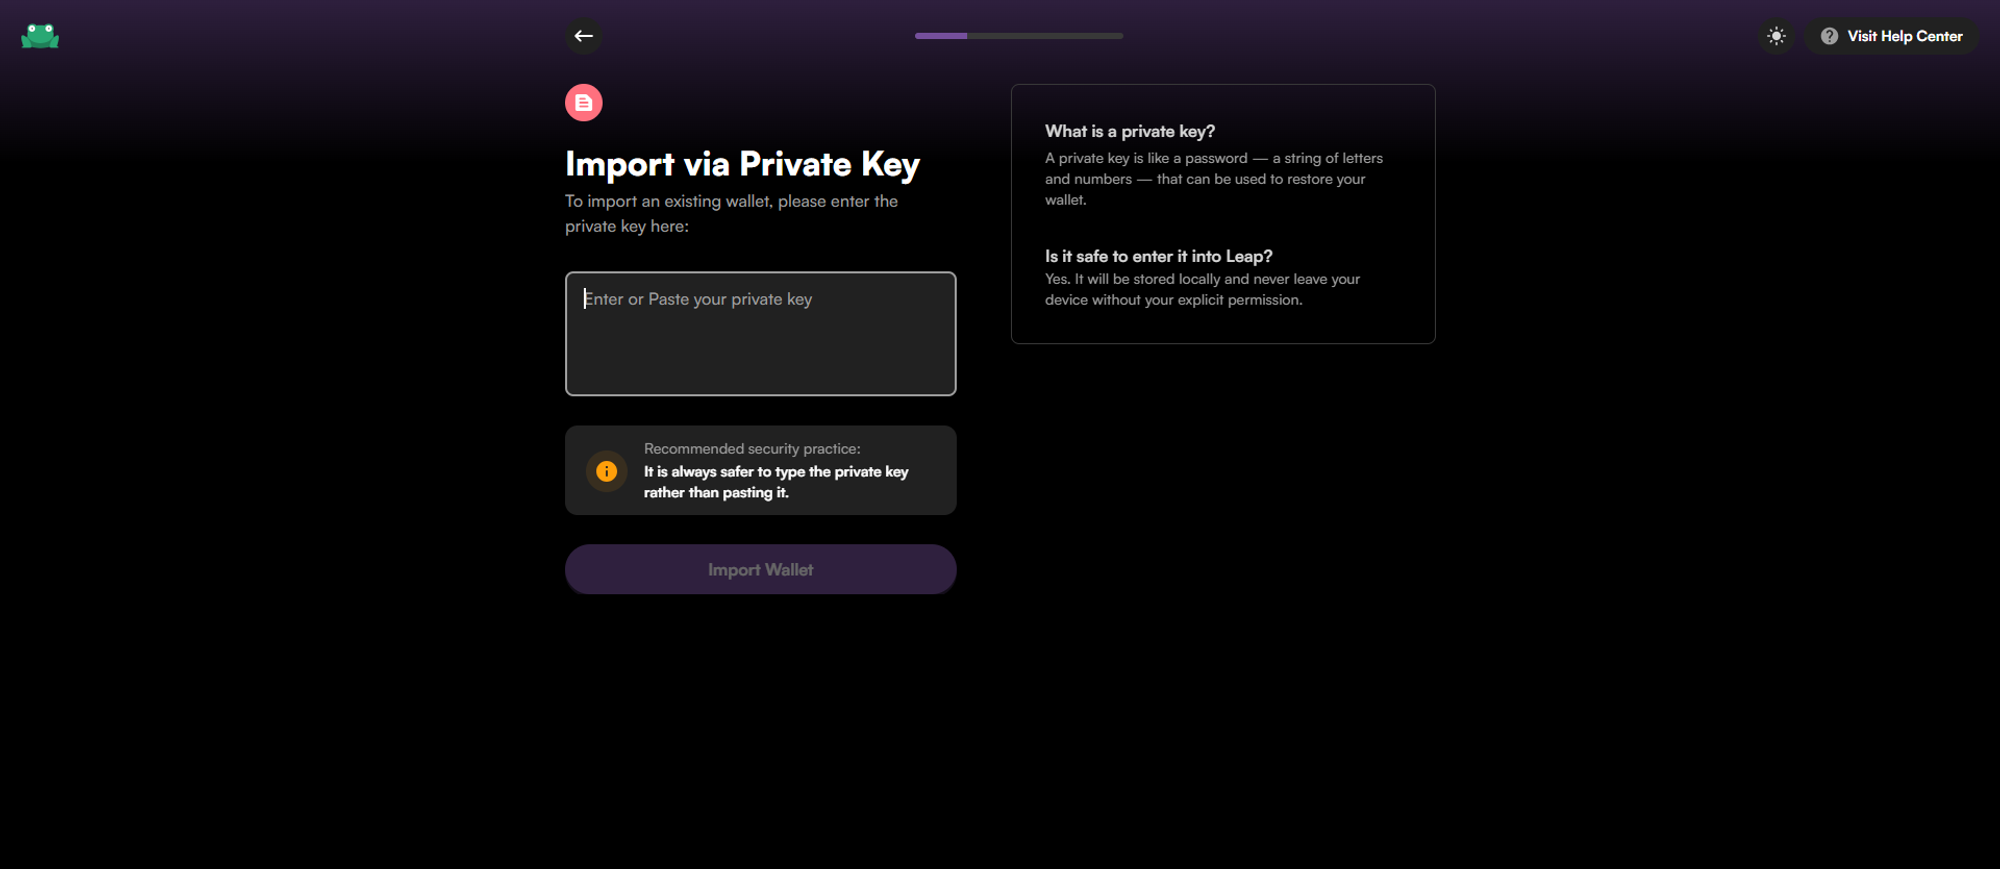 Visit Help Center
Import via Private Key
To import an existing wallet, please enter the
private key here:
Enter or Paste your private key
Recommended security practice:
It is always safer to type the private key
rather than pasting it.
Import Wallet
What is a private key?
A private key is like a password — a string of letters
and numbers — that can be used to restore your
wallet.
Is it safe to enter it into Leap?
Yes. It will be stored locally and never leave your
device without your explicit permission.